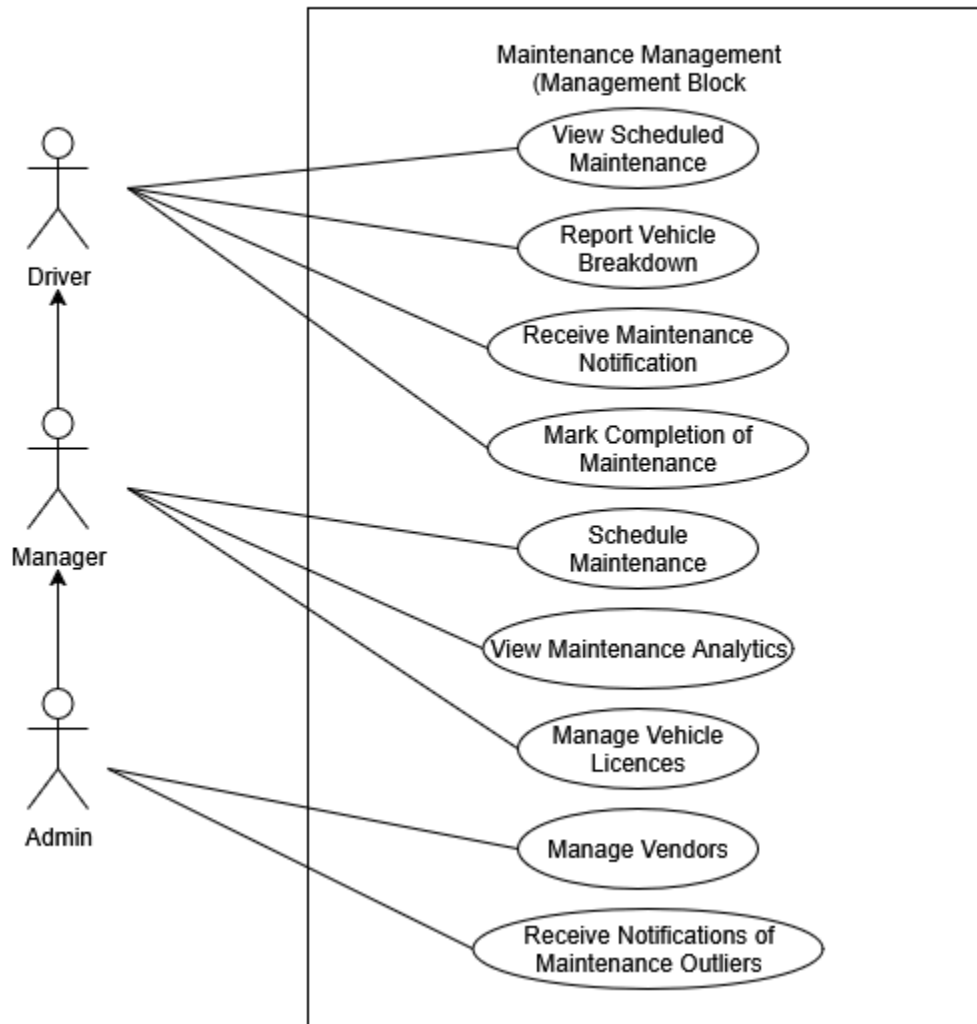 Maintenance Management
(Management Block
View Scheduled
Maintenance
Driver
Report Vehicle
Breakdown
Receive Maintenance
Notification
Mark Completion of
Maintenance
Manager
Schedule
Maintenance
View Maintenance Analytics
Manage Vehicle
Licences
Admin
Manage Vendors
Receive Notifications of
Maintenance Outliers